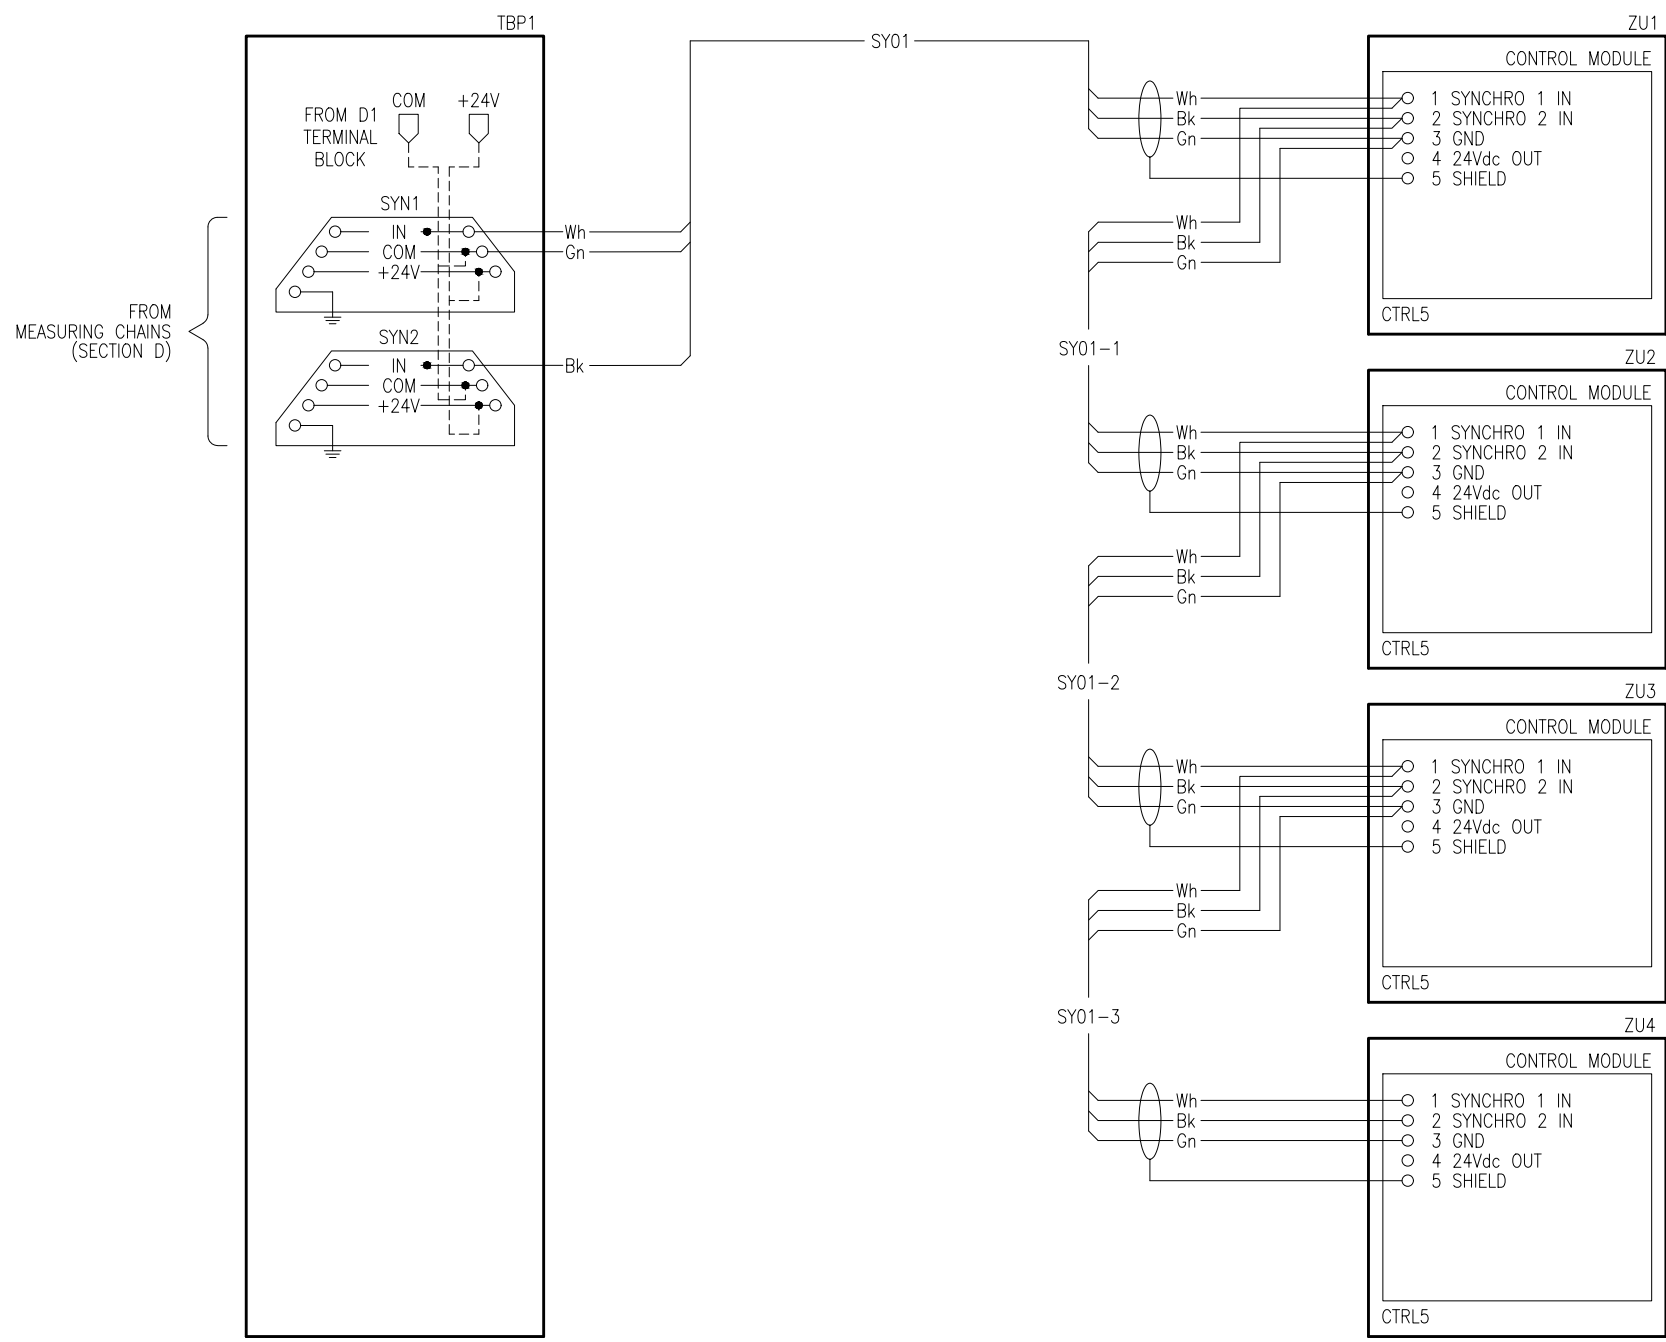 TBP1
FROM D1
TERMINAL
BLOCK
COM
+24V
SYN1
IN
COM
+24V
SYN2
IN
COM
+24V
FROM
MEASURING CHAINS
(SECTION D)
Wh
Gn
Bk
SY01
ZU1
CONTROL MODULE
Wh
Bk
Gn
1 SYNCHRO 1 IN
2 SYNCHRO 2 IN
3 GND
4 24Vdc OUT
5 SHIELD
Wh
Bk
Gn
CTRL5
SY01-1
ZU2
CONTROL MODULE
Wh
Bk
Gn
1 SYNCHRO 1 IN
2 SYNCHRO 2 IN
3 GND
4 24Vdc OUT
5 SHIELD
Wh
Bk
Gn
CTRL5
SY01-2
ZU3
CONTROL MODULE
Wh
Bk
Gn
1 SYNCHRO 1 IN
2 SYNCHRO 2 IN
3 GND
4 24Vdc OUT
5 SHIELD
Wh
Bk
Gn
CTRL5
SY01-3
ZU4
CONTROL MODULE
Wh
Bk
Gn
1 SYNCHRO 1 IN
2 SYNCHRO 2 IN
3 GND
4 24Vdc OUT
5 SHIELD
CTRL5